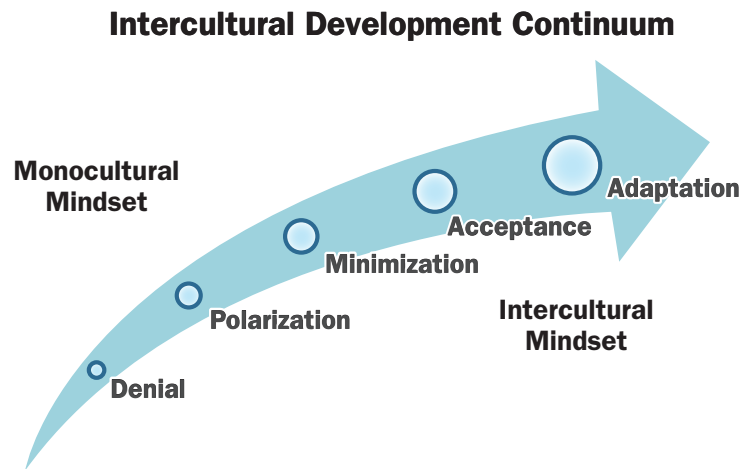 Intercultural Development Continuum
Monocultural
Mindset
Adaptation
Acceptance
Minimization
Polarization
Denial
Intercultural
Mindset